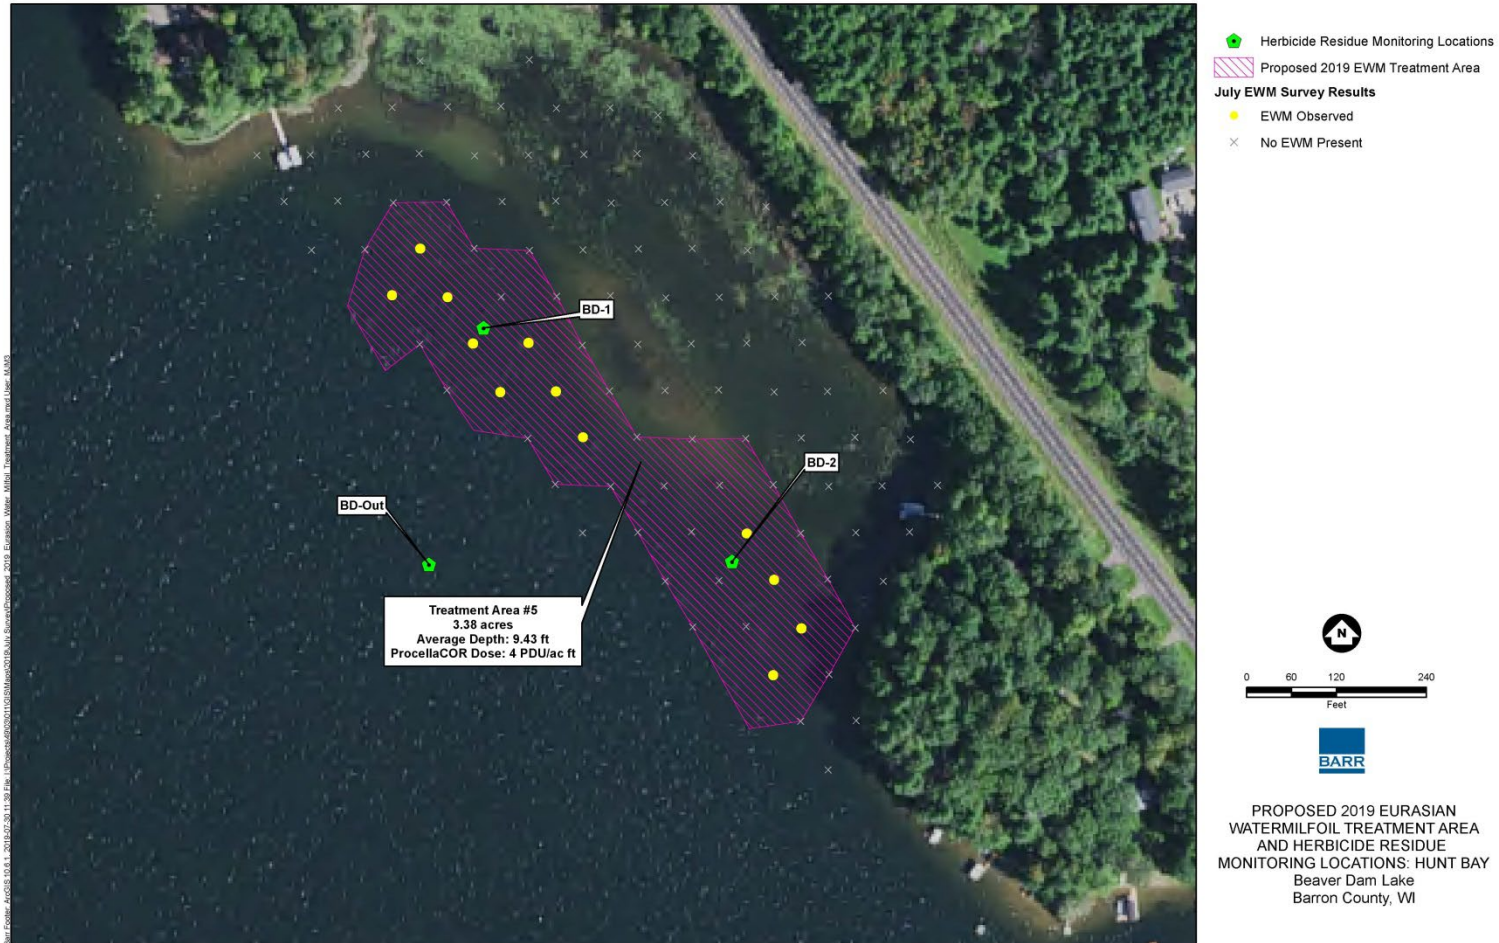 Herbicide Residue Monitoring Locations
Proposed 2019 EWM Treatment Area
July EWM Survey Results
EWM Observed
No EWM Present
BD-1
BD-2
BD-Out
Treatment Area #5
3.38 acres
Average Depth: 9.43 ft
ProcellaCOR Dose: 4 PDU/ac ft
N
0 60 120 240
Feet
BARR
PROPOSED 2019 EURASIAN
WATERMILFOIL TREATMENT AREA
AND HERBICIDE RESIDUE
MONITORING LOCATIONS: HUNT BAY
Beaver Dam Lake
Barron County, WI